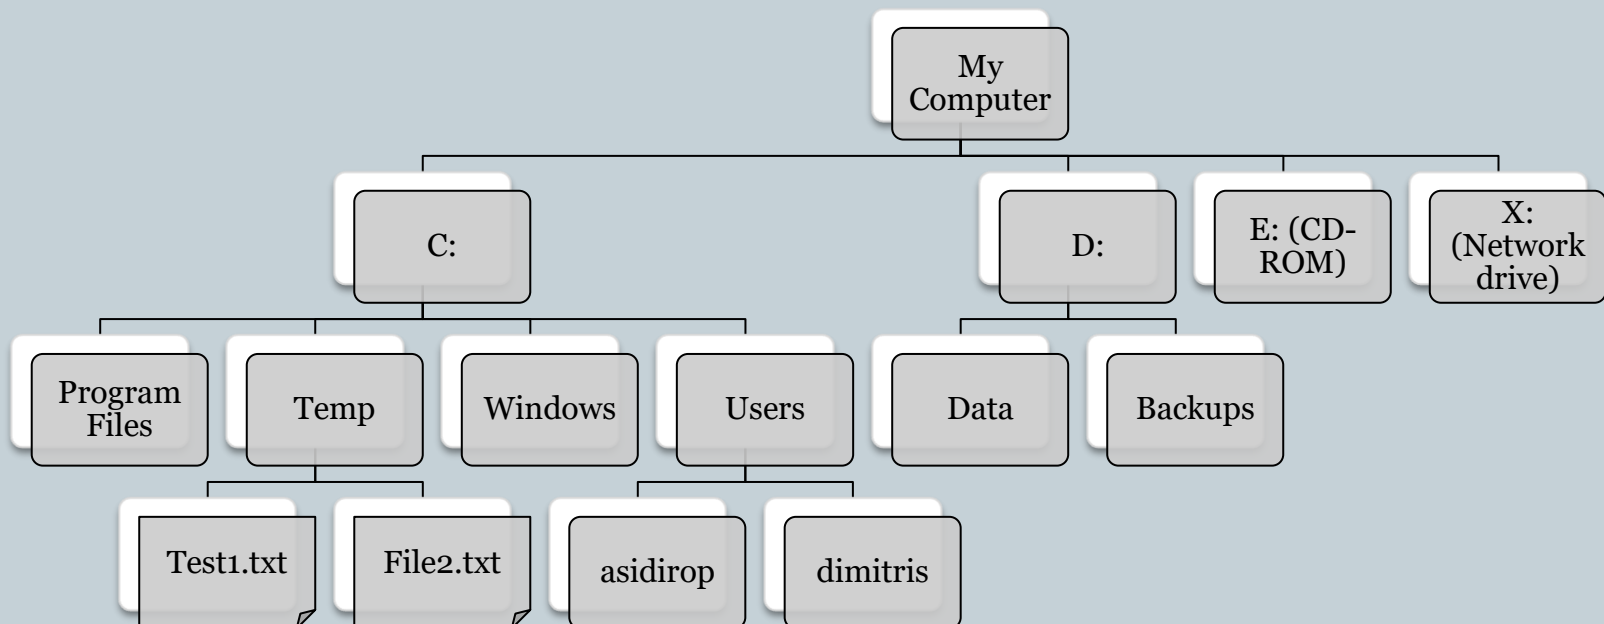 My
Computer
C:
D:
E: (CD-
ROM)
X:
(Network
drive)
Program
Files
Temp
Windows
Users
Data
Backups
Test1.txt
File2.txt
asidirop
dimitris